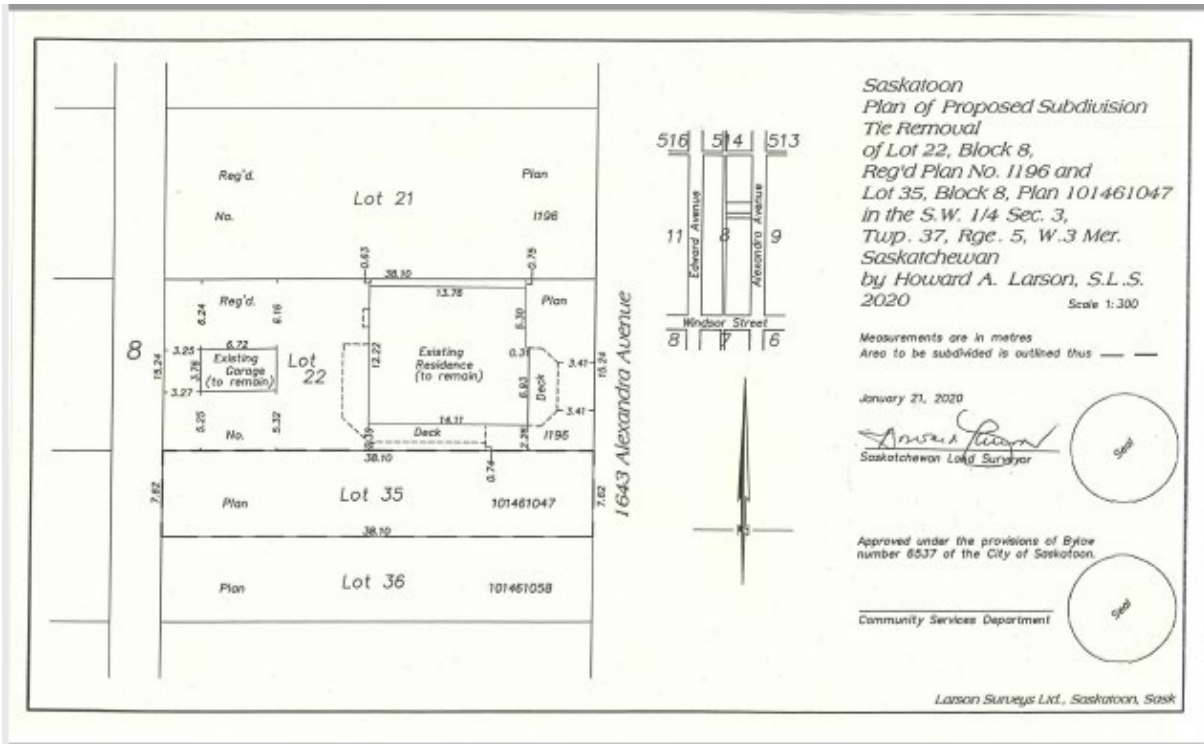 Saskatoon
Plan of Proposed Subdivision
Tie Removal
of Lot 22, Block 8,
Reg'd Plan No. I196 and
Lot 35, Block 8, Plan 101461047
in the S.W. 1/4 Sec. 3,
Twp. 37, Rge. 5, W.3 Mer.
Saskatchewan
by Howard A. Larson, S.L.S.
2020
Scale 1:300
Measurements are in metres
Area to be subdivided is outlined thus
January 21, 2020
Saskatchewan Land Surveyor
Seal
Approved under the provisions of Bylaw
number 6537 of the City of Saskatoon.
Community Services Department
Seal
Larson Surveys Ltd., Saskatoon, Sask
Reg'd.
Plan
Lot 21
No.
I196
0.63
38.10
0.75
13.76
Reg'd.
Plan
6.24
6.16
5.30
8
15.24
3.25
6.72
3.78
Existing
Garage
(to remain)
3.27
Lot
22
12.22
Existing
Residence
(to remain)
0.31
6.93
Deck
3.41
3.41
15.24
5.25
5.32
No.
14.11
Deck
2.28
I196
38.10
0.74
7.62
Lot 35
Plan
101461047
7.62
38.10
Lot 36
Plan
101461058
1643 Alexandra Avenue
516
514
513
Edward Avenue
Alexandra Avenue
11
8
9
Windsor Street
8
7
6